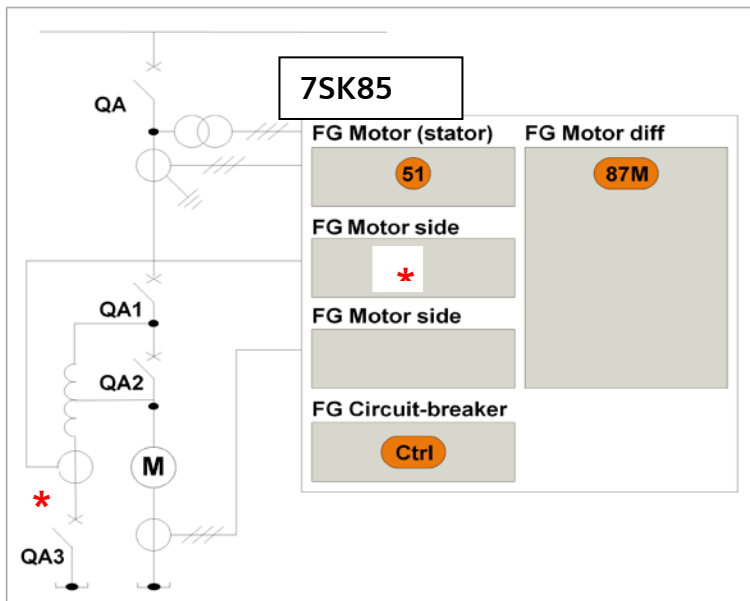 7SK85
QA
FG Motor (stator)
FG Motor diff
51
87M
FG Motor side
*
QA1
FG Motor side
QA2
FG Circuit-breaker
Ctrl
M
*
QA3